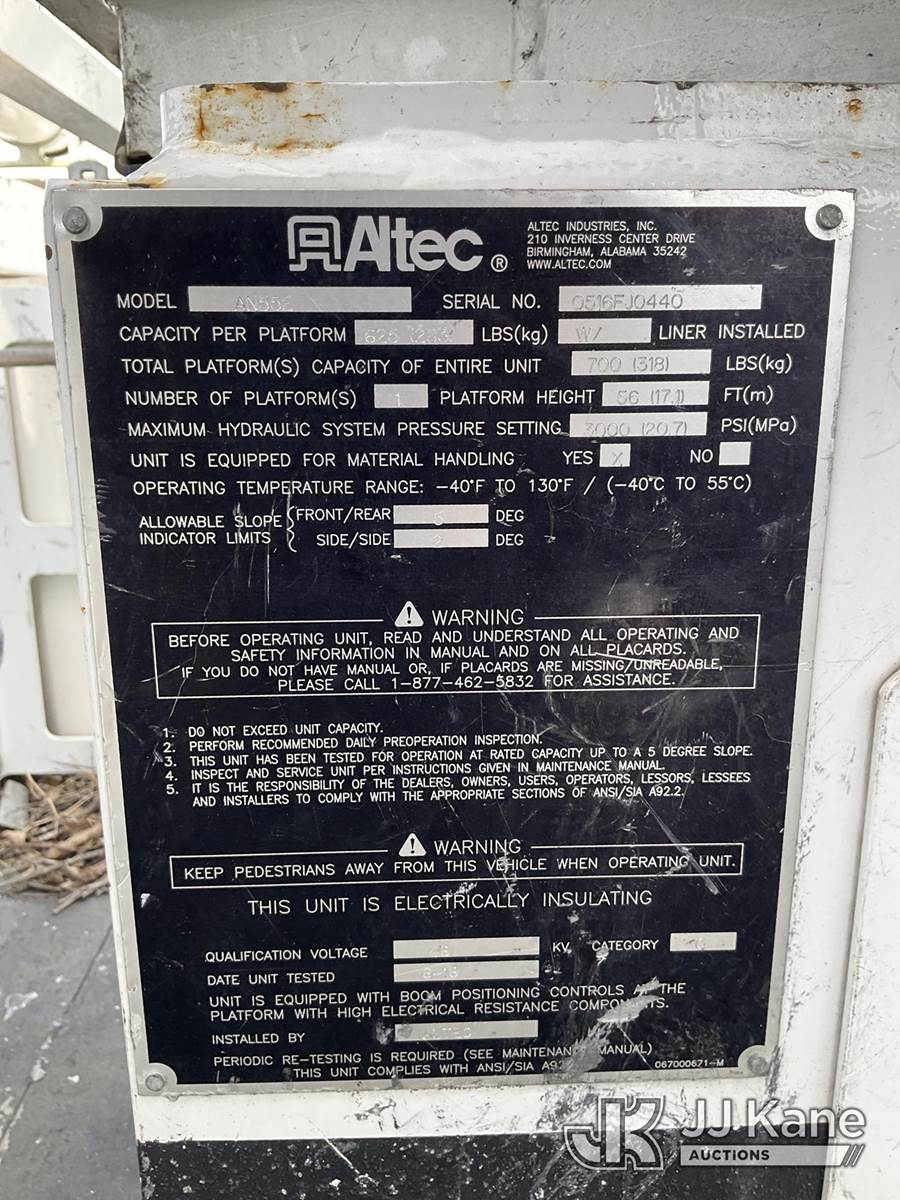 Altec®
ALTEC INDUSTRIES, INC.
210 INVERNESS CENTER DRIVE
BIRMINGHAM, ALABAMA 35242
WWW.ALTEC.COM
MODEL AN55E SERIAL NO. 0516FJ0440
CAPACITY PER PLATFORM 625 (283) LBS(kg) W/ LINER INSTALLED
TOTAL PLATFORM(S) CAPACITY OF ENTIRE UNIT 700 (318) LBS(kg)
NUMBER OF PLATFORM(S) 1 PLATFORM HEIGHT 56 (17.1) FT(m)
MAXIMUM HYDRAULIC SYSTEM PRESSURE SETTING 3000 (20.7) PSI(MPa)
UNIT IS EQUIPPED FOR MATERIAL HANDLING YES X NO
OPERATING TEMPERATURE RANGE: -40°F TO 130°F / (-40°C TO 55°C)
ALLOWABLE SLOPE INDICATOR LIMITS
FRONT/REAR 5 DEG
SIDE/SIDE DEG
WARNING
BEFORE OPERATING UNIT, READ AND UNDERSTAND ALL OPERATING AND
SAFETY INFORMATION IN MANUAL AND ON ALL PLACARDS.
IF YOU DO NOT HAVE MANUAL OR, IF PLACARDS ARE MISSING/UNREADABLE,
PLEASE CALL 1-877-462-5832 FOR ASSISTANCE.
1. DO NOT EXCEED UNIT CAPACITY.
2. PERFORM RECOMMENDED DAILY PREOPERATION INSPECTION.
3. THIS UNIT HAS BEEN TESTED FOR OPERATION AT RATED CAPACITY UP TO A 5 DEGREE SLOPE.
4. INSPECT AND SERVICE UNIT PER INSTRUCTIONS GIVEN IN MAINTENANCE MANUAL.
5. IT IS THE RESPONSIBILITY OF THE DEALERS, OWNERS, USERS, OPERATORS, LESSORS, LESSEES
AND INSTALLERS TO COMPLY WITH THE APPROPRIATE SECTIONS OF ANSI/SIA A92.2.
WARNING
KEEP PEDESTRIANS AWAY FROM THIS VEHICLE WHEN OPERATING UNIT.
THIS UNIT IS ELECTRICALLY INSULATING
QUALIFICATION VOLTAGE KV CATEGORY
DATE UNIT TESTED
UNIT IS EQUIPPED WITH BOOM POSITIONING CONTROLS AT THE
PLATFORM WITH HIGH ELECTRICAL RESISTANCE COMPONENTS.
INSTALLED BY
PERIODIC RE-TESTING IS REQUIRED (SEE MAINTENANCE MANUAL)
THIS UNIT COMPLIES WITH ANSI/SIA 067000671-M
JK JJ Kane
AUCTIONS